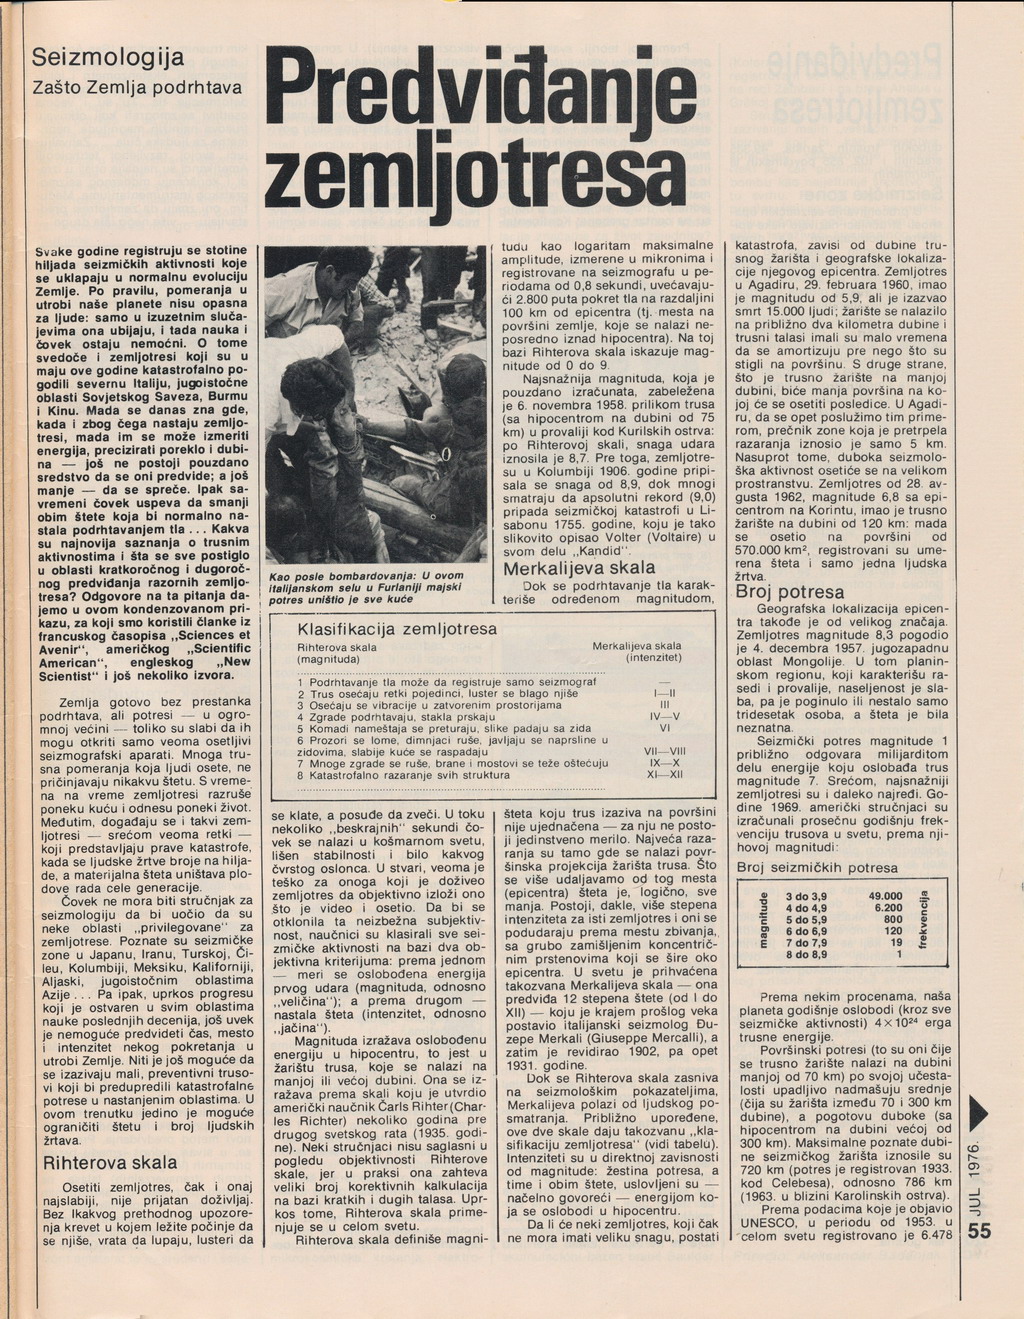 Seizmologija
Zašto Zemlja podrhtava
Predviđanje
zemljotresa
Svake godine registruju se stotine
hiljada seizmičkih aktivnosti koje
se uklapaju u normalnu evoluciju
Zemlje. Po pravilu, pomeranja u
utrobi naše planete nisu opasna
za ljude: samo u izuzetnim sluča-
jevima ona ubijaju, i tada nauka i
čovek ostaju nemoćni. O tome
svedoče i zemljotresi koji su u
maju ove godine katastrofalno po-
godili severnu Italiju, jugoistočne
oblasti Sovjetskog Saveza, Burmu
i Kinu. Mada se danas zna gde,
kada i zbog čega nastaju zemljo-
tresi, mada im se može izmeriti
energija, precizirati poreklo i dubi-
na — još ne postoji pouzdano
sredstvo da se oni predvide; a još
manje — da se spreče. Ipak sa-
vremeni čovek uspeva da smanji
obim štete koja bi normalno na-
stala podrhtavanjem tla ... Kakva
su najnovija saznanja o trusnim
aktivnostima i šta se sve postiglo
u oblasti kratkoročnog i dugoroč-
nog predviđanja razornih zemljo-
tresa? Odgovore na ta pitanja da-
jemo u ovom kondenzovanom pri-
kazu, za koji smo koristili članke iz
francuskog časopisa „Sciences et
Avenir“, američkog „Scientific
American“, engleskog „New
Scientist“ i još nekoliko izvora.
Zemlja gotovo bez prestanka
podrhtava, ali potresi — u ogro-
mnoj većini — toliko su slabi da ih
mogu otkriti samo veoma osetljivi
seizmografski aparati. Mnoga tru-
sna pomeranja koja ljudi osete, ne
pričinjavaju nikakvu štetu. S vreme-
na na vreme zemljotresi razruše
poneku kuću i odnesu poneki život.
Međutim, događaju se i takvi zem-
ljotresi — srećom veoma retki —
koji predstavljaju prave katastrofe,
kada se ljudske žrtve broje na hilja-
de, a materijalna šteta uništava plo-
dove rada cele generacije.
Čovek ne mora biti stručnjak za
seizmologiju da bi uočio da su
neke oblasti „privilegovane“ za
zemljotrese. Poznate su seizmičke
zone u Japanu, Iranu, Turskoj, Či-
leu, Kolumbiji, Meksiku, Kaliforniji,
Aljaski, jugoistočnim oblastima
Azije ... Pa ipak, uprkos progresu
koji je ostvaren u svim oblastima
nauke poslednjih decenija, još uvek
je nemoguće predvideti čas, mesto
i intenzitet nekog pokretanja u
utrobi Zemlje. Niti je još moguće da
se izazivaju mali, preventivni truso-
vi koji bi predupredili katastrofalne
potrese u nastanjenim oblastima. U
ovom trenutku jedino je moguće
ograničiti štetu i broj ljudskih
žrtava.
Rihterova skala
Osetiti zemljotres, čak i onaj
najslabiji, nije prijatan doživljaj.
Bez ikakvog prethodnog upozore-
nja krevet u kojem ležite počinje da
se njiše, vrata da lupaju, lusteri da
Kao posle bombardovanja: U ovom
italijanskom selu u Furlaniji majski
potres uništio je sve kuće
Klasifikacija zemljotresa
Rihterova skala Merkalijeva skala
(magnituda) (intenzitet)
1 Podrhtavanje tla može da registruje samo seizmograf —
2 Trus osećaju retki pojedinci, luster se blago njiše I—II
3 Osećaju se vibracije u zatvorenim prostorijama III
4 Zgrade podrhtavaju, stakla prskaju IV—V
5 Komadi nameštaja se preturaju, slike padaju sa zida VI
6 Prozori se lome, dimnjaci ruše, javljaju se naprsline u
zidovima, slabije kuće se raspadaju VII—VIII
7 Mnoge zgrade se ruše, brane i mostovi se teže oštećuju IX—X
8 Katastrofalno razaranje svih struktura XI—XII
se klate, a posuđe da zveči. U toku
nekoliko „beskrajnih“ sekundi čo-
vek se nalazi u košmarnom svetu,
lišen stabilnosti i bilo kakvog
čvrstog oslonca. U stvari, veoma je
teško za onoga koji je doživeo
zemljotres da objektivno izloži ono
što je video i osetio. Da bi se
otklonila ta neizbežna subjektiv-
nost, naučnici su klasirali sve sei-
zmičke aktivnosti na bazi dva ob-
jektivna kriterijuma: prema jednom
— meri se oslobođena energija
prvog udara (magnituda, odnosno
„veličina“); a prema drugom —
nastala šteta (intenzitet, odnosno
„jačina“).
Magnituda izražava oslobođenu
energiju u hipocentru, to jest u
žarištu trusa, koje se nalazi na
manjoj ili većoj dubini. Ona se iz-
ražava prema skali koju je utvrdio
američki naučnik Čarls Rihter(Char-
les Richter) nekoliko godina pre
drugog svetskog rata (1935. godi-
ne). Neki stručnjaci nisu saglasni u
pogledu objektivnosti Rihterove
skale, jer u praksi ona zahteva
veliki broj korektivnih kalkulacija
na bazi kratkih i dugih talasa. Upr-
kos tome, Rihterova skala prime-
njuje se u celom svetu.
Rihterova skala definiše magni-
tudu kao logaritam maksimalne
amplitude, izmerene u mikronima i
registrovane na seizmografu u pe-
riodama od 0,8 sekundi, uvećavaju-
ći 2.800 puta pokret tla na razdaljini
100 km od epicentra (tj. mesta na
površini zemlje, koje se nalazi ne-
posredno iznad hipocentra). Na toj
bazi Rihterova skala iskazuje mag-
nitude od 0 do 9.
Najsnažnija magnituda, koja je
pouzdano izračunata, zabeležena
je 6. novembra 1958. prilikom trusa
(sa hipocentrom na dubini od 75
km) u provaliji kod Kurilskih ostrva:
po Rihterovoj skali, snaga udara
iznosila je 8,7. Pre toga, zemljotre-
su u Kolumbiji 1906. godine pripi-
sala se snaga od 8,9, dok mnogi
smatraju da apsolutni rekord (9,0)
pripada seizmičkoj katastrofi u Li-
sabonu 1755. godine, koju je tako
slikovito opisao Volter (Voltaire) u
svom delu „Kandid“.
Merkalijeva skala
Dok se podrhtavanje tla karak-
teriše određenom magnitudom,
šteta koju trus izaziva na površini
nije ujednačena — za nju ne posto-
ji jedinstveno merilo. Najveća raza-
ranja su tamo gde se nalazi povr-
šinska projekcija žarišta trusa. Što
se više udaljavamo od tog mesta
(epicentra) šteta je, logično, sve
manja. Postoji, dakle, više stepena
intenziteta za isti zemljotres i oni se
podudaraju prema mestu zbivanja,
sa grubo zamišljenim koncentrič-
nim prstenovima koji se šire oko
epicentra. U svetu je prihvaćena
takozvana Merkalijeva skala — ona
predviđa 12 stepena štete (od I do
XII) — koju je krajem prošlog veka
postavio italijanski seizmolog Đu-
zepe Merkali (Giuseppe Mercalli), a
zatim je revidirao 1902, pa opet
1931. godine.
Dok se Rihterova skala zasniva
na seizmološkim pokazateljima,
Merkalijeva polazi od ljudskog po-
smatranja. Približno upoređene,
ove dve skale daju takozvanu „kla-
sifikaciju zemljotresa“ (vidi tabelu).
Intenziteti su u direktnoj zavisnosti
od magnitude: žestina potresa, a
time i obim štete, uslovljeni su —
načelno govoreći — energijom ko-
ja se oslobodi u hipocentru.
Da li će neki zemljotres, koji čak
ne mora imati veliku snagu, postati
katastrofa, zavisi od dubine tru-
snog žarišta i geografske lokaliza-
cije njegovog epicentra. Zemljotres
u Agadiru, 29. februara 1960, imao
je magnitudu od 5,9, ali je izazvao
smrt 15.000 ljudi; žarište se nalazilo
na približno dva kilometra dubine i
trusni talasi imali su malo vremena
da se amortizuju pre nego što su
stigli na površinu. S druge strane,
što je trusno žarište na manjoj
dubini, biće manja površina na ko-
joj će se osetiti posledice. U Agadi-
ru, da se opet poslužimo tim prime-
rom, prečnik zone koja je pretrpela
razaranja iznosio je samo 5 km.
Nasuprot tome, duboka seizmolo-
ška aktivnost osetiće se na velikom
prostranstvu. Zemljotres od 28. av-
gusta 1962, magnitude 6,8 sa epi-
centrom na Korintu, imao je trusno
žarište na dubini od 120 km: mada
se osetio na površini od
570.000 km², registrovani su ume-
rena šteta i samo jedna ljudska
žrtva.
Broj potresa
Geografska lokalizacija epicen-
tra takođe je od velikog značaja.
Zemljotres magnitude 8,3 pogodio
je 4. decembra 1957. jugozapadnu
oblast Mongolije. U tom planin-
skom regionu, koji karakterišu ra-
sedi i provalije, naseljenost je sla-
ba, pa je poginulo ili nestalo samo
tridesetak osoba, a šteta je bila
neznatna.
Seizmički potres magnitude 1
približno odgovara milijarditom
delu energije koju oslobađa trus
magnitude 7. Srećom, najsnažniji
zemljotresi su i daleko najređi. Go-
dine 1969. američki stručnjaci su
izračunali prosečnu godišnju frek-
venciju trusova u svetu, prema nji-
hovoj magnitudi:
Broj seizmičkih potresa
magnituda
3 do 3,9 49.000
4 do 4,9 6.200
5 do 5,9 800
6 do 6,9 120
7 do 7,9 19
8 do 8,9 1
frekvencija
Prema nekim procenama, naša
planeta godišnje oslobodi (kroz sve
seizmičke aktivnosti) 4×10²⁴ erga
trusne energije.
Površinski potresi (to su oni čije
se trusno žarište nalazi na dubini
manjoj od 70 km) po svojoj učesta-
losti upadljivo nadmašuju srednje
(čija su žarišta između 70 i 300 km
dubine), a pogotovu duboke (sa
hipocentrom na dubini većoj od
300 km). Maksimalne poznate dubi-
ne seizmičkog žarišta iznosile su
720 km (potres je registrovan 1933.
kod Celebesa), odnosno 786 km
(1963. u blizini Karolinskih ostrva).
Prema podacima koje je objavio
UNESCO, u periodu od 1953. u
celom svetu registrovano je 6.478
JUL 1976.
55